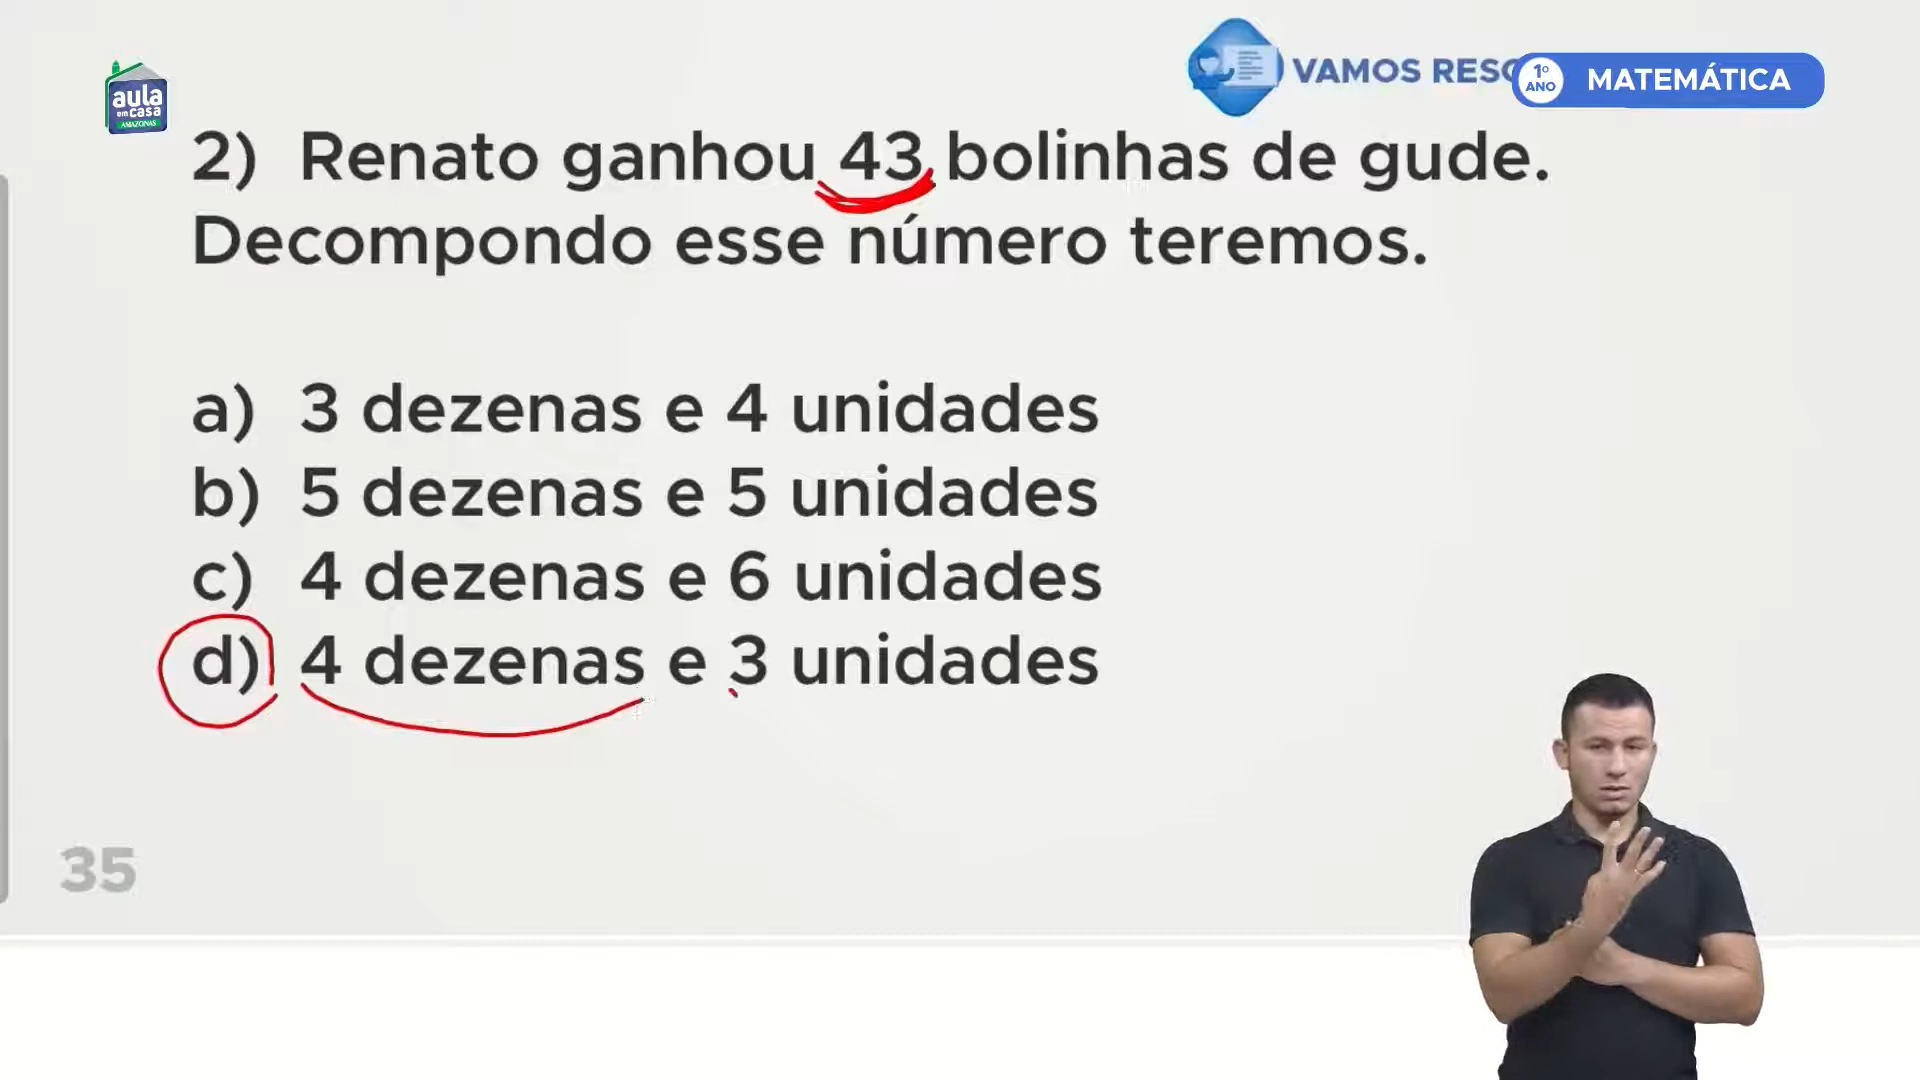 aula
em casa
AMAZONAS
VAMOS RESO
1º
ANO
MATEMÁTICA
2) Renato ganhou 43 bolinhas de gude.
Decompondo esse número teremos.
a) 3 dezenas e 4 unidades
b) 5 dezenas e 5 unidades
c) 4 dezenas e 6 unidades
d) 4 dezenas e 3 unidades
35